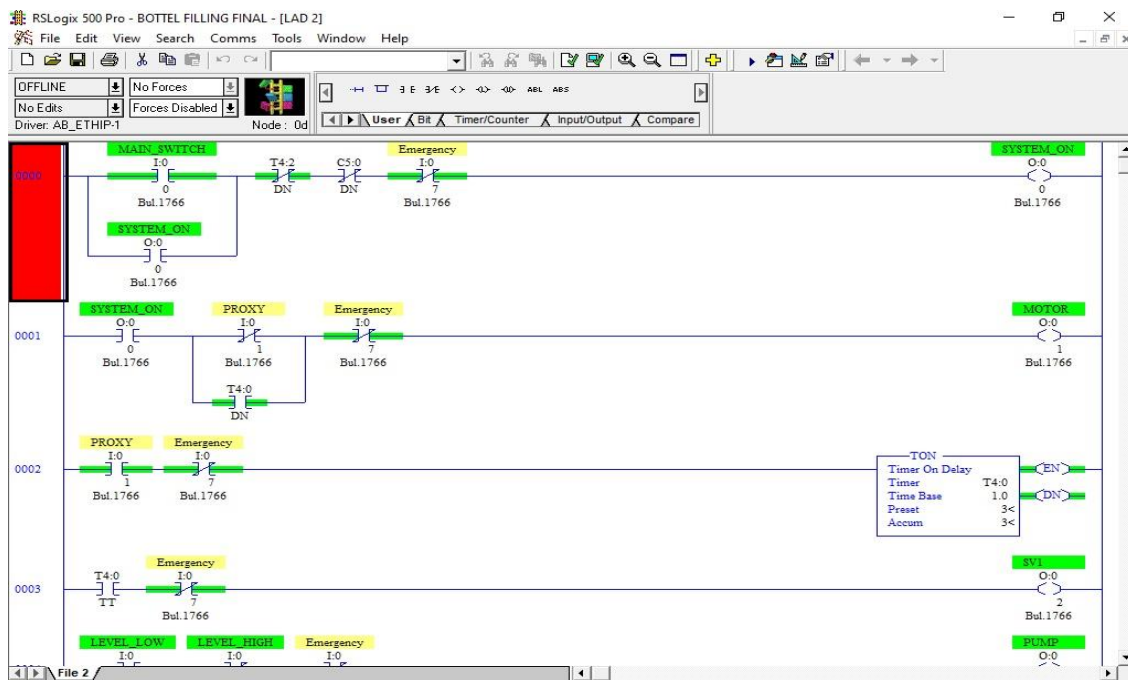 RSLogix 500 Pro - BOTTEL FILLING FINAL - [LAD 2]
File Edit View Search Comms Tools Window Help
OFFLINE No Forces
No Edits Forces Disabled
Driver: AB_ETHIP-1 Node : 0d
ABL ABS
User Bit Timer/Counter Input/Output Compare
MAIN_SWITCH Emergency SYSTEM_ON
I:0 T4:2 C5:0 I:0 O:0
0000
0 DN DN 7 0
Bul.1766 Bul.1766 Bul.1766
SYSTEM_ON
O:0
0
Bul.1766
SYSTEM_ON PROXY Emergency MOTOR
O:0 I:0 I:0 O:0
0001
0 1 7 1
Bul.1766 Bul.1766 Bul.1766 Bul.1766
T4:0
DN
PROXY Emergency
I:0 I:0
0002
1 7
Bul.1766 Bul.1766
TON
Timer On Delay EN
Timer T4:0
Time Base 1.0 DN
Preset 3<
Accum 3<
Emergency SV1
T4:0 I:0 O:0
0003
TT 7 2
Bul.1766 Bul.1766
LEVEL_LOW LEVEL_HIGH Emergency PUMP
I:0 I:0 I:0 O:0
File 2